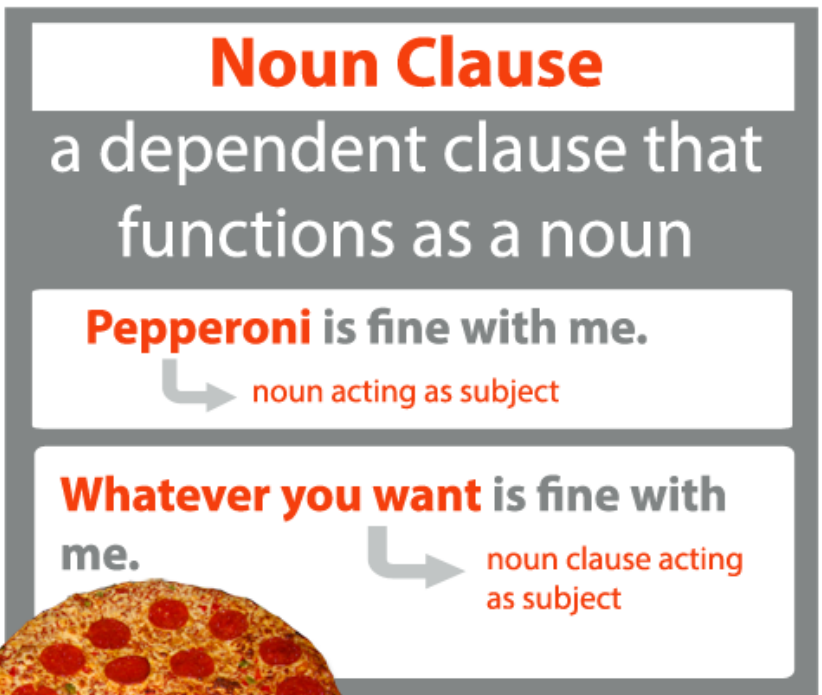 Noun Clause
a dependent clause that
functions as a noun
Pepperoni is fine with me.
noun acting as subject
Whatever you want is fine with
me.
noun clause acting
as subject